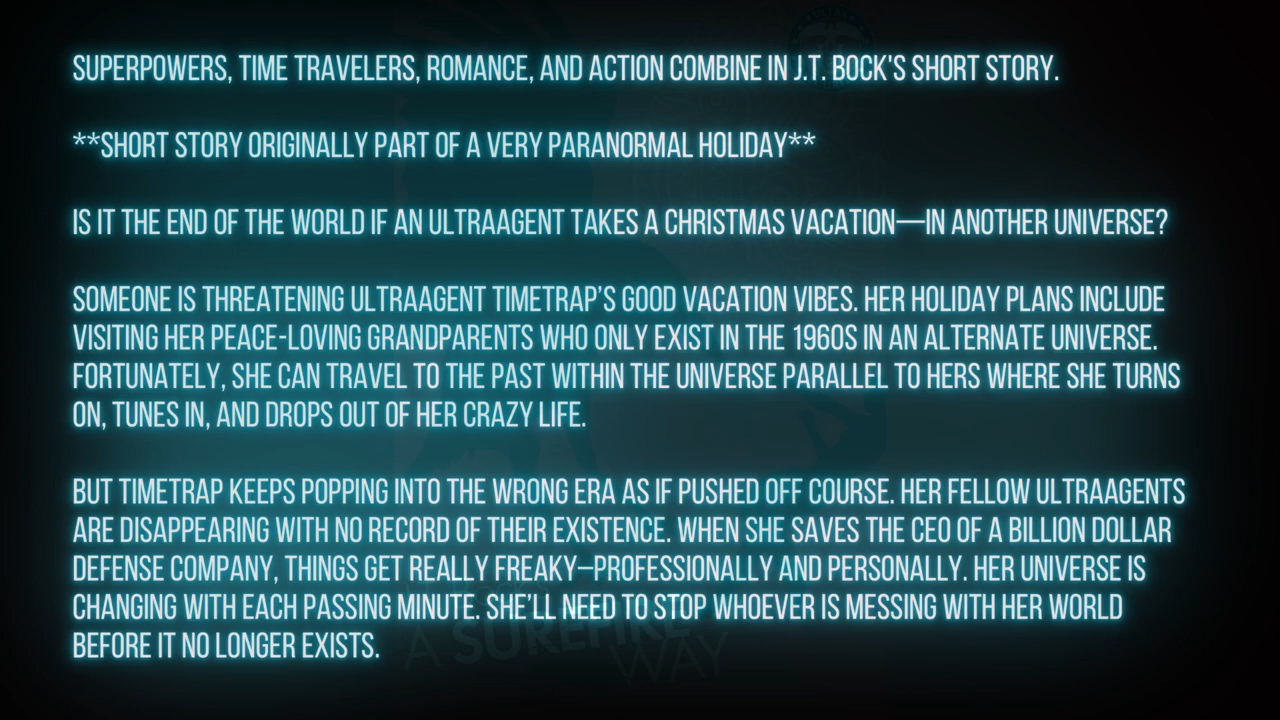 SUPERPOWERS, TIME TRAVELERS, ROMANCE, AND ACTION COMBINE IN J.T. BOCK'S SHORT STORY.
**SHORT STORY ORIGINALLY PART OF A VERY PARANORMAL HOLIDAY**
IS IT THE END OF THE WORLD IF AN ULTRAAGENT TAKES A CHRISTMAS VACATION—IN ANOTHER UNIVERSE?
SOMEONE IS THREATENING ULTRAAGENT TIMETRAP’S GOOD VACATION VIBES. HER HOLIDAY PLANS INCLUDE
VISITING HER PEACE-LOVING GRANDPARENTS WHO ONLY EXIST IN THE 1960S IN AN ALTERNATE UNIVERSE.
FORTUNATELY, SHE CAN TRAVEL TO THE PAST WITHIN THE UNIVERSE PARALLEL TO HERS WHERE SHE TURNS
ON, TUNES IN, AND DROPS OUT OF HER CRAZY LIFE.
BUT TIMETRAP KEEPS POPPING INTO THE WRONG ERA AS IF PUSHED OFF COURSE. HER FELLOW ULTRAAGENTS
ARE DISAPPEARING WITH NO RECORD OF THEIR EXISTENCE. WHEN SHE SAVES THE CEO OF A BILLION DOLLAR
DEFENSE COMPANY, THINGS GET REALLY FREAKY–PROFESSIONALLY AND PERSONALLY. HER UNIVERSE IS
CHANGING WITH EACH PASSING MINUTE. SHE’LL NEED TO STOP WHOEVER IS MESSING WITH HER WORLD
BEFORE IT NO LONGER EXISTS.
A SUREFIRE
WAY